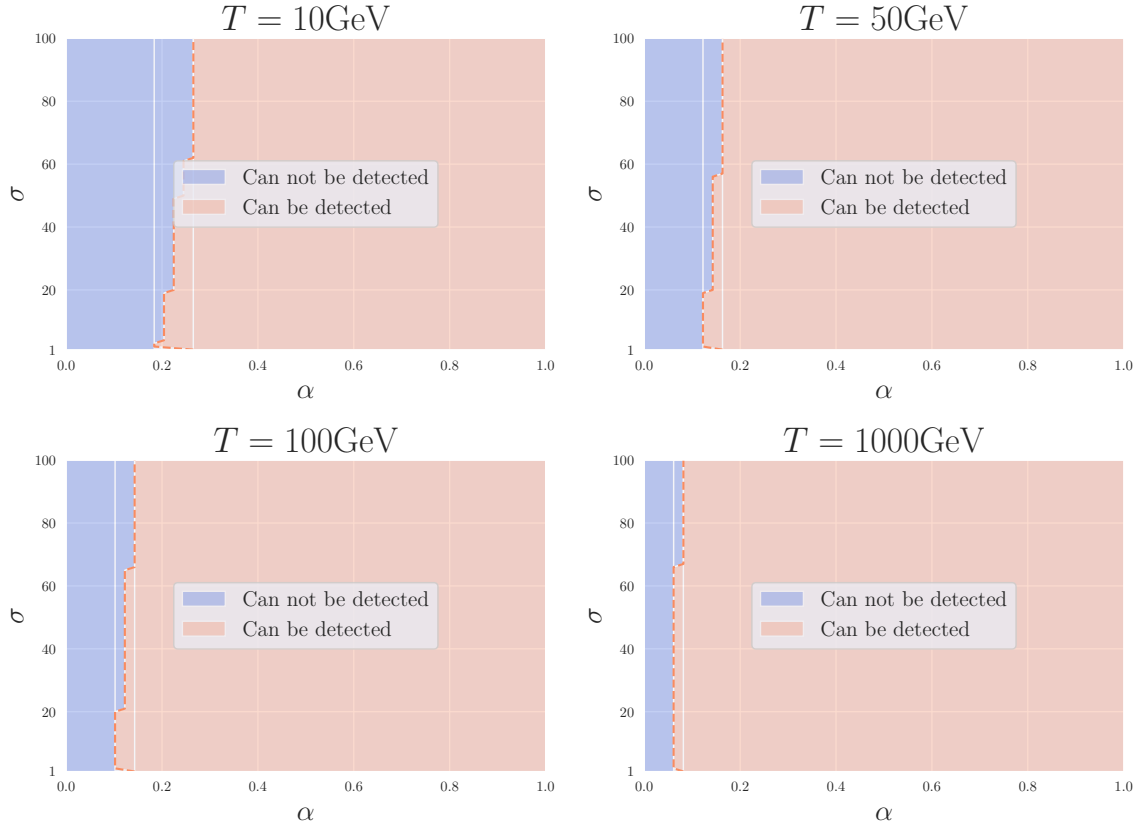 T = 10GeV
100
80
60
40
20
1
σ
Can not be detected
Can be detected
0.0 0.2 0.4 0.6 0.8 1.0
α
T = 50GeV
100
80
60
40
20
1
σ
Can not be detected
Can be detected
0.0 0.2 0.4 0.6 0.8 1.0
α
T = 100GeV
100
80
60
40
20
1
σ
Can not be detected
Can be detected
0.0 0.2 0.4 0.6 0.8 1.0
α
T = 1000GeV
100
80
60
40
20
1
σ
Can not be detected
Can be detected
0.0 0.2 0.4 0.6 0.8 1.0
α